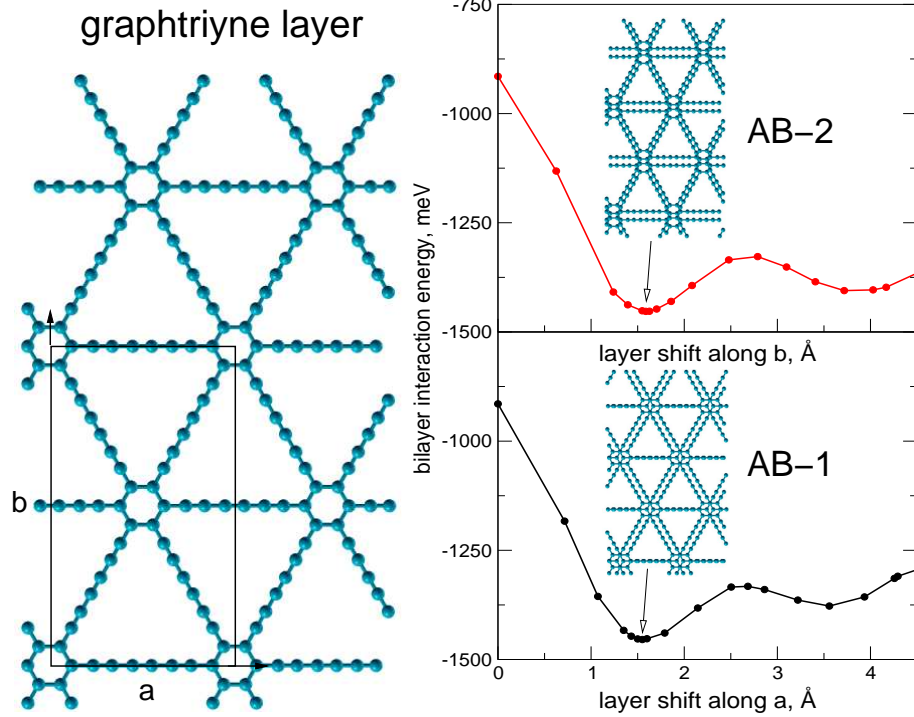 graphtriyne layer
b
a
bilayer interaction energy, meV
-750
-1000
-1250
-1500
AB–2
layer shift along b, Å
-1000
-1250
-1500
AB–1
0
1
2
3
4
layer shift along a, Å